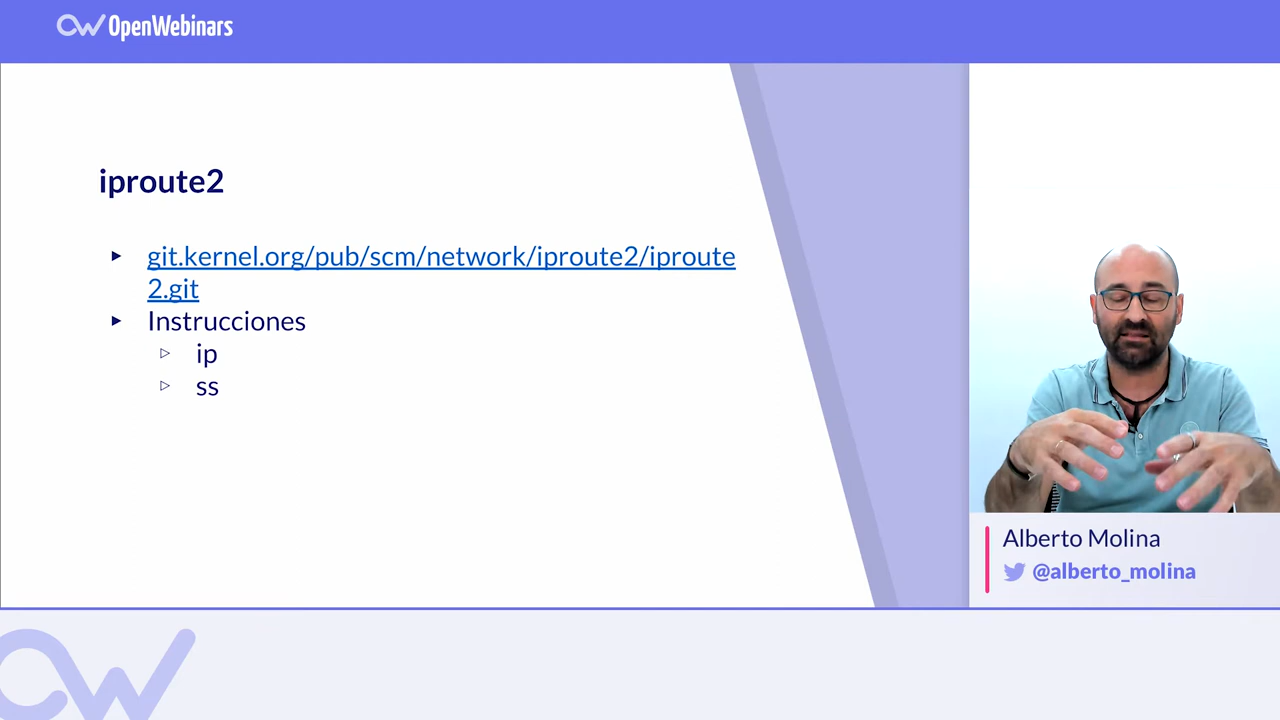 OpenWebinars
iproute2
git.kernel.org/pub/scm/network/iproute2/iproute
2.git
Instrucciones
ip
ss
Alberto Molina
@alberto_molina